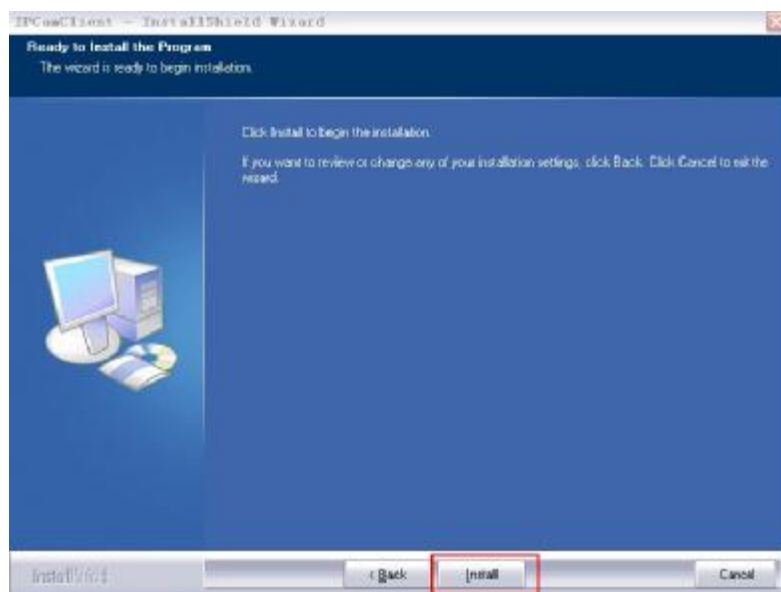 IPCamClient - InstallShield Wizard
Ready to Install the Program
The wizard is ready to begin installation.
Click Install to begin the installation.
If you want to review or change any of your installation settings, click Back. Click Cancel to exit the
wizard.
InstallShield
< Back
Install
Cancel